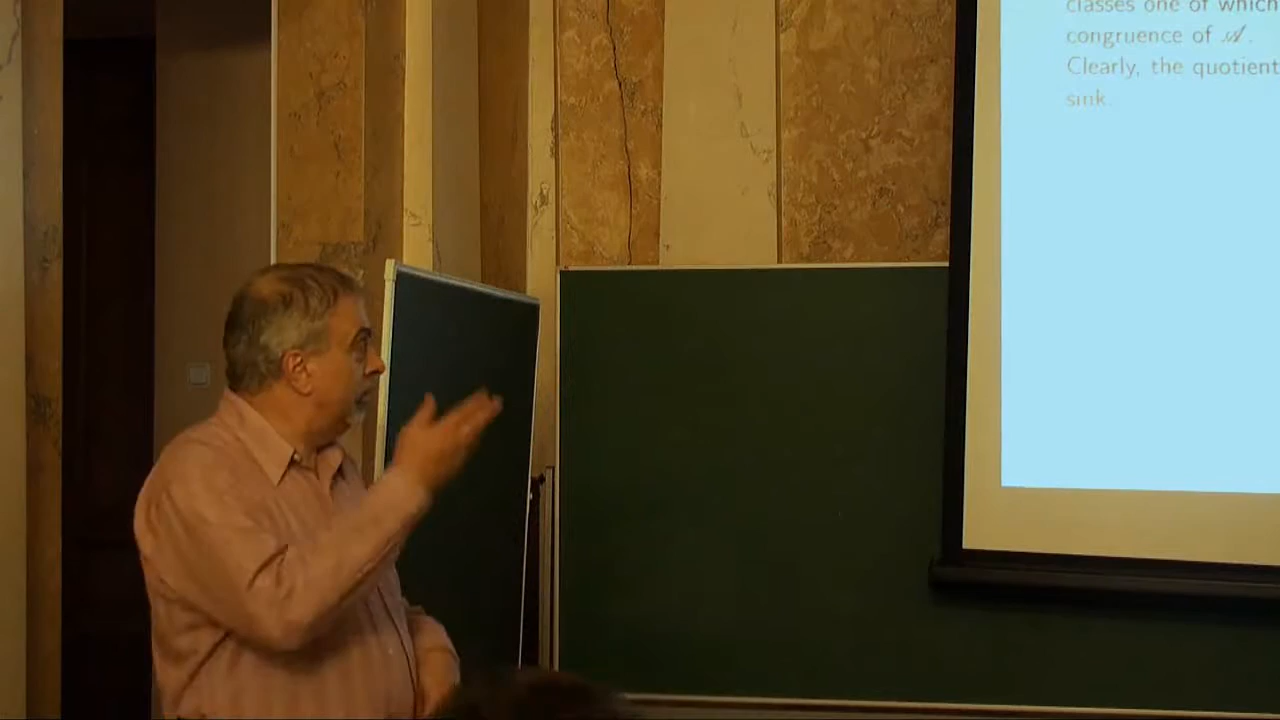 classes one of which
congruence of 𝒜.
Clearly, the quotient
sink.